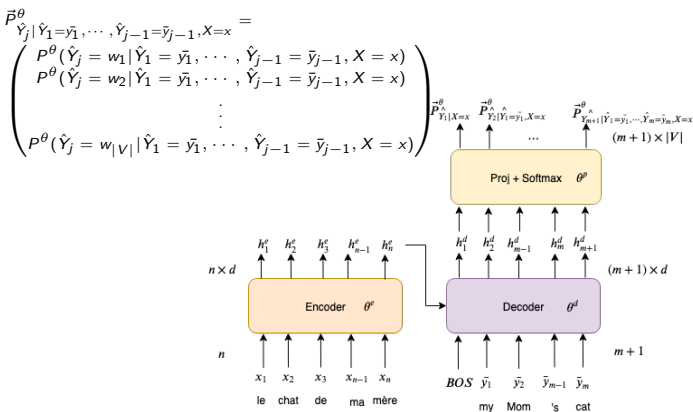 P⃗^θ_{Ŷ_j|Ŷ_1=ȳ_1,···,Ŷ_{j−1}=ȳ_{j−1},X=x} =
P^θ(Ŷ_j = w_1|Ŷ_1 = ȳ_1, · · · , Ŷ_{j−1} = ȳ_{j−1}, X = x)
P^θ(Ŷ_j = w_2|Ŷ_1 = ȳ_1, · · · , Ŷ_{j−1} = ȳ_{j−1}, X = x)
.
.
.
P^θ(Ŷ_j = w_{|V|}|Ŷ_1 = ȳ_1, · · · , Ŷ_{j−1} = ȳ_{j−1}, X = x)
P⃗^θ_{Ŷ_1|X=x} P⃗^θ_{Ŷ_2|Ŷ_1=ȳ_1,X=x} ... P⃗^θ_{Ŷ_{m+1}|Ŷ_1=ȳ_1,···,Ŷ_m=ȳ_m,X=x}
(m + 1) × |V|
Proj + Softmax θ^p
h^e_1 h^e_2 h^e_3 h^e_{n−1} h^e_n
h^d_1 h^d_2 h^d_{m−1} h^d_m h^d_{m+1}
n × d
(m + 1) × d
Encoder θ^e
Decoder θ^d
n
m + 1
x_1 x_2 x_3 x_{n−1} x_n
BOS ȳ_1 ȳ_2 ȳ_{m−1} ȳ_m
le chat de ma mère
my Mom 's cat